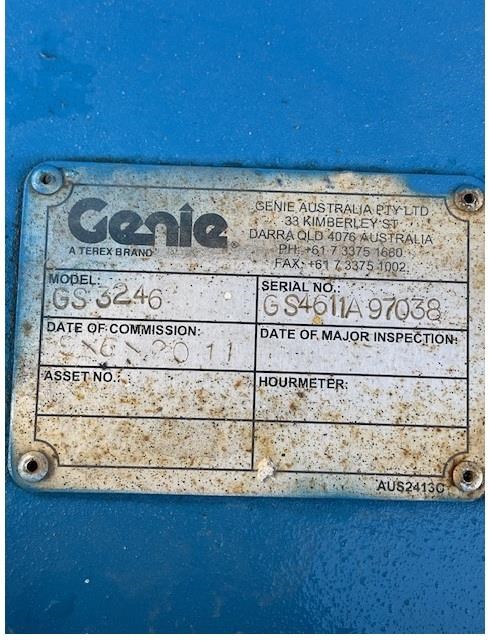 Genie
A TEREX BRAND
GENIE AUSTRALIA PTY LTD
33 KIMBERLEY ST
DARRA QLD 4076 AUSTRALIA
PH: +61 7 3375 1660
FAX: +61 7 3375 1002
MODEL:
GS 3246
SERIAL NO.:
GS4611A 97038
DATE OF COMMISSION:
2011
DATE OF MAJOR INSPECTION:
ASSET NO.:
HOURMETER:
AUS2413C